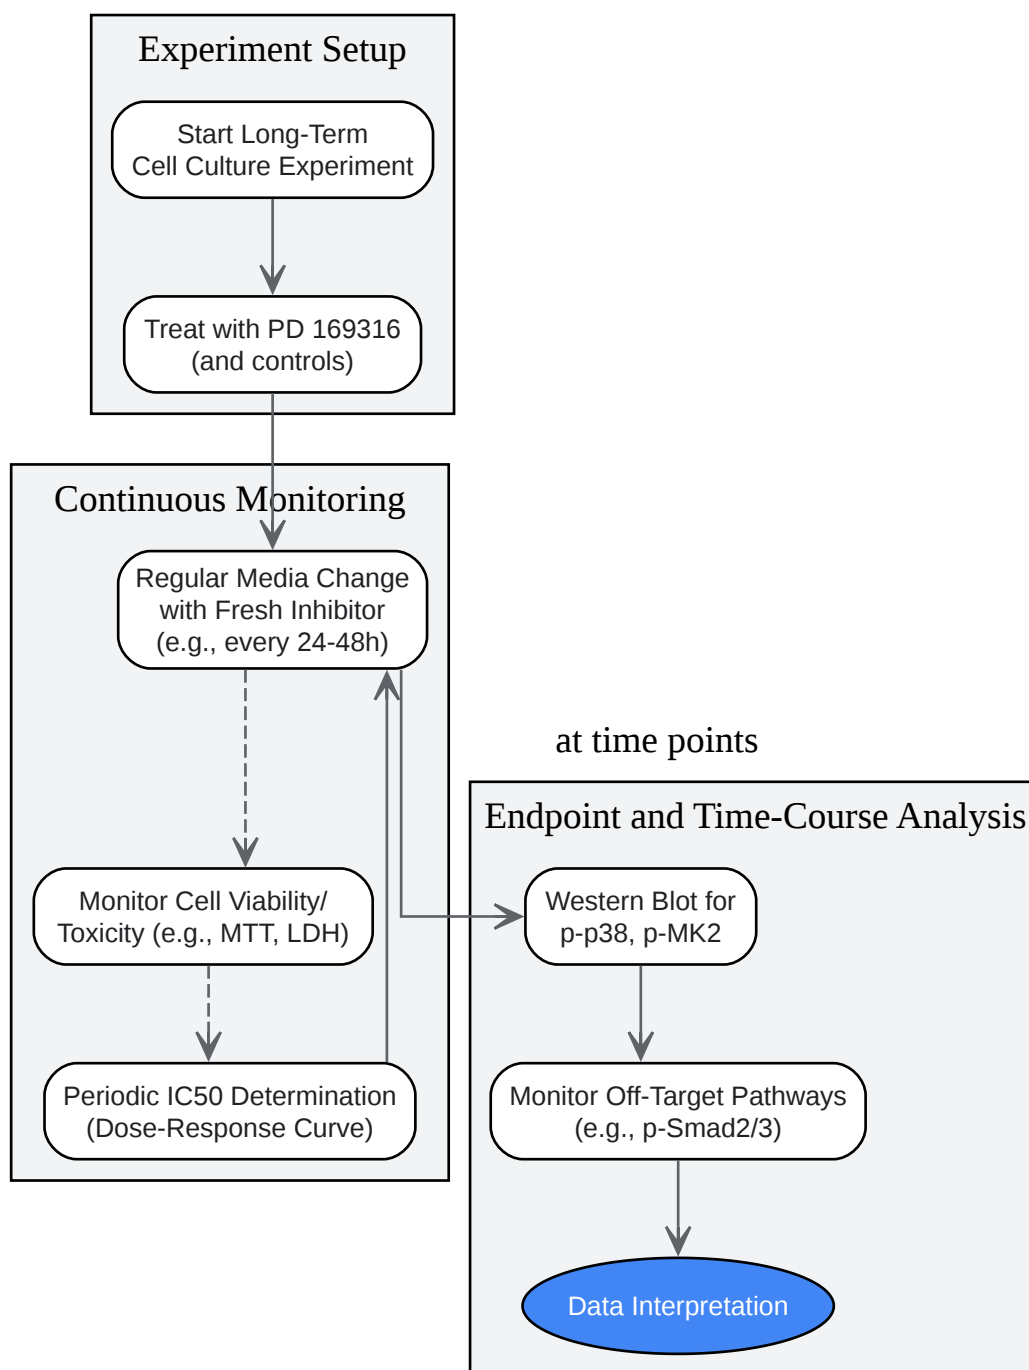 Experiment Setup
Start Long-Term
Cell Culture Experiment
Treat with PD 169316
(and controls)
Continuous Monitoring
Regular Media Change
with Fresh Inhibitor
(e.g., every 24-48h)
Monitor Cell Viability/
Toxicity (e.g., MTT, LDH)
Periodic IC50 Determination
(Dose-Response Curve)
at time points
Endpoint and Time-Course Analysis
Western Blot for
p-p38, p-MK2
Monitor Off-Target Pathways
(e.g., p-Smad2/3)
Data Interpretation